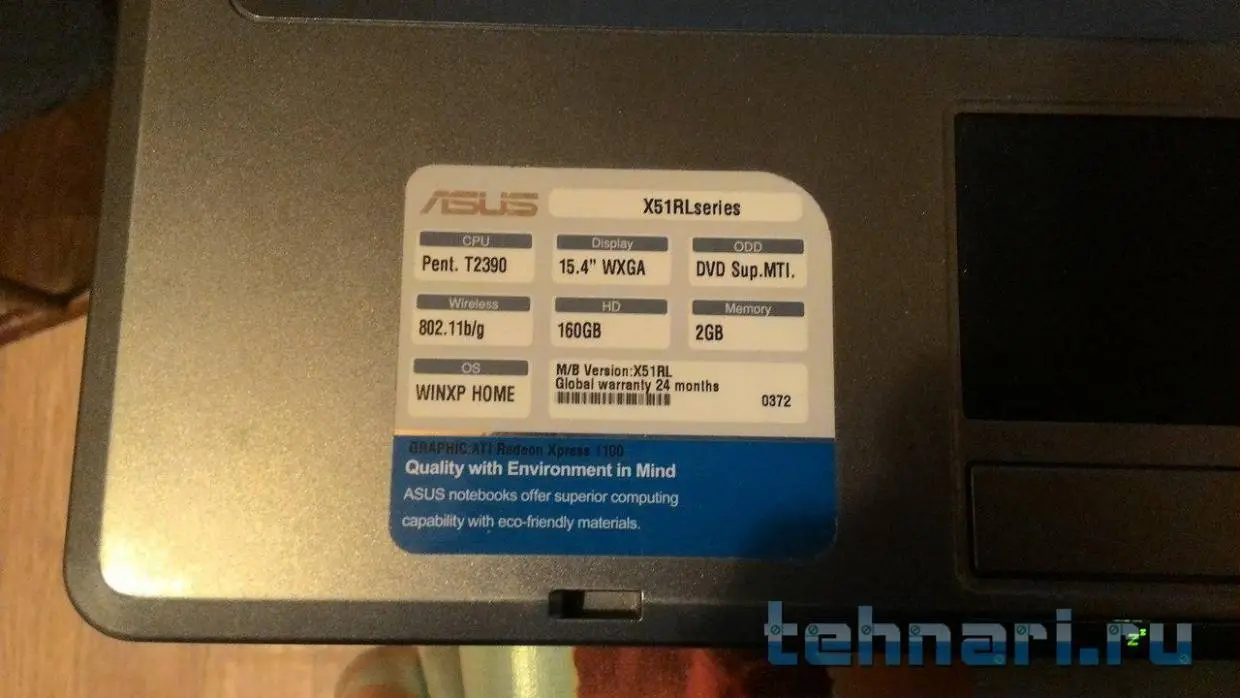 ASUS X51RLseries
CPU Display ODD
Pent. T2390 15.4" WXGA DVD Sup.MTI.
Wireless HD Memory
802.11b/g 160GB 2GB
OS
WINXP HOME
M/B Version:X51RL
Global warranty 24 months
0372
GRAPHIC:ATI Radeon Xpress 1100
Quality with Environment in Mind
ASUS notebooks offer superior computing
capability with eco-friendly materials.
tehnari.ru